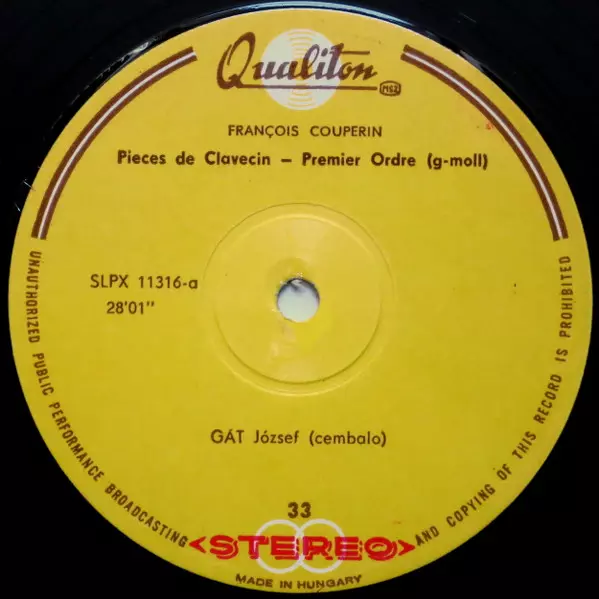 Qualiton
MSZ
FRANÇOIS COUPERIN
Pieces de Clavecin – Premier Ordre (g-moll)
SLPX 11316-a
28'01"
GÁT József (cembalo)
33
<STEREO>
MADE IN HUNGARY
UNAUTHORIZED PUBLIC PERFORMANCE BROADCASTING AND COPYING OF THIS RECORD IS PROHIBITED